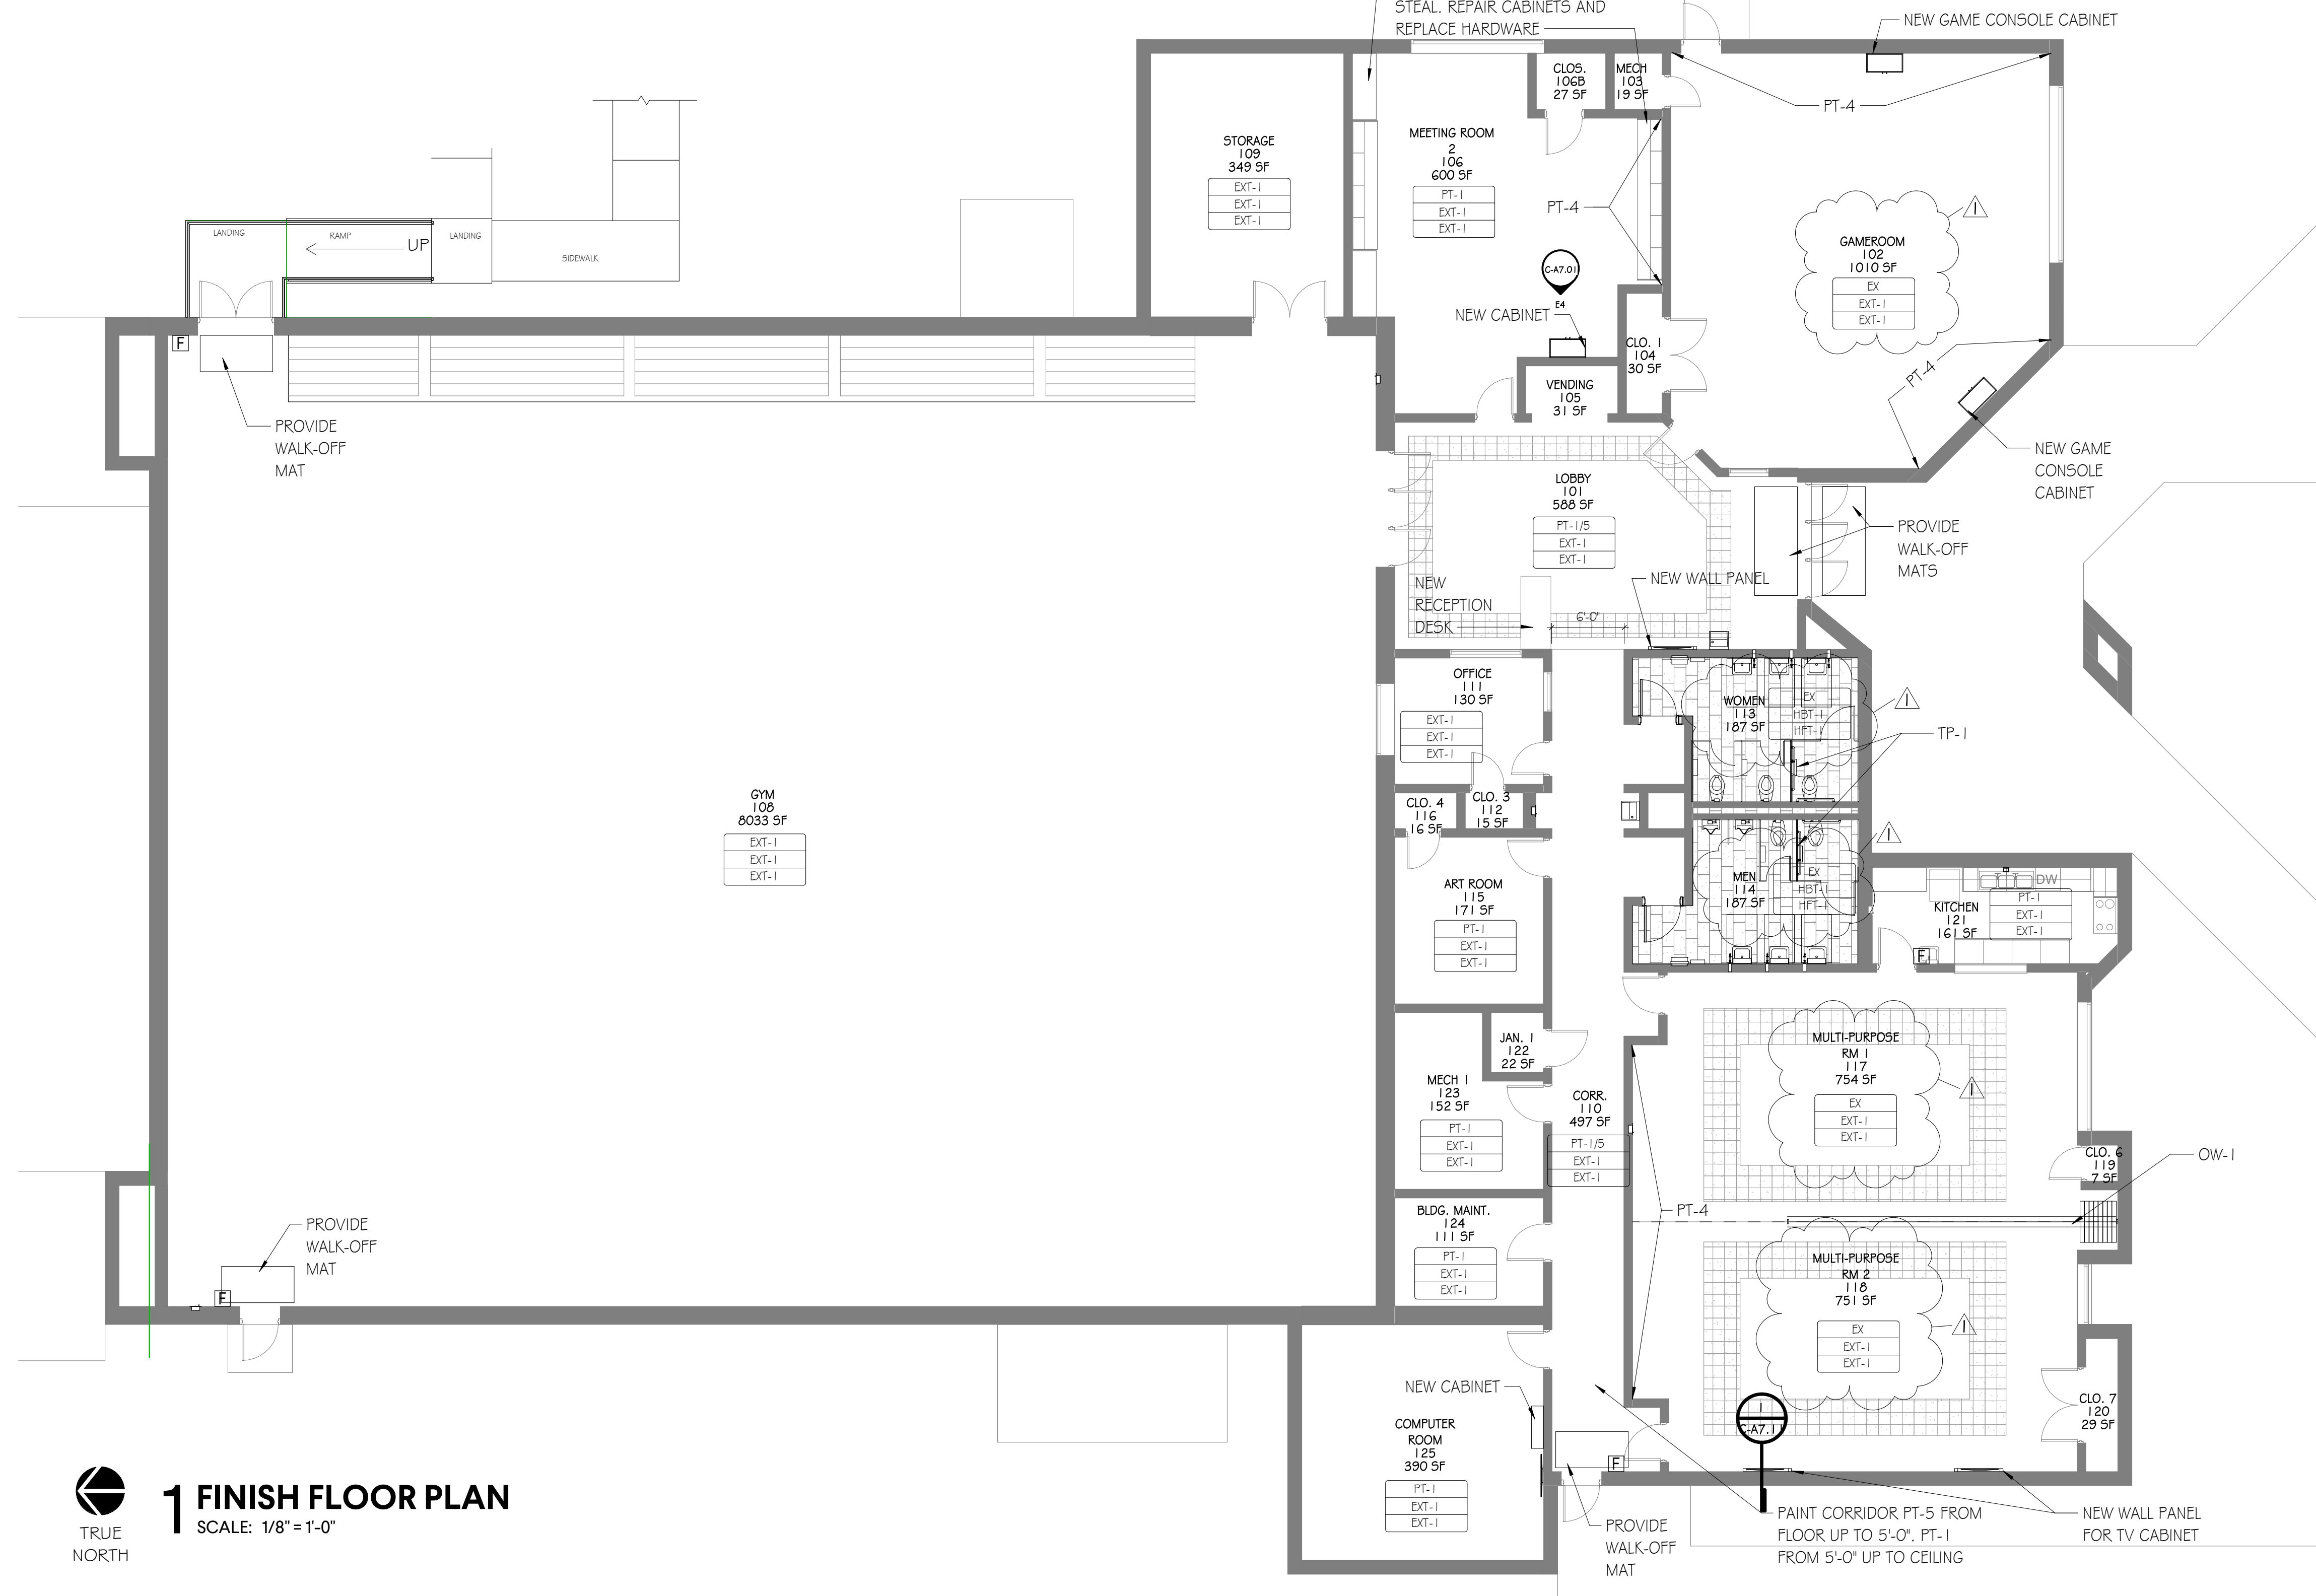 STEAL. REPAIR CABINETS AND
REPLACE HARDWARE
NEW GAME CONSOLE CABINET
CLOS.
106B
27 SF
MECH
103
19 SF
PT-4
STORAGE
109
349 SF
EXT-1
EXT-1
EXT-1
MEETING ROOM
2
106
600 SF
PT-1
EXT-1
EXT-1
PT-4
1
GAMEROOM
102
1010 SF
EX
EXT-1
EXT-1
LANDING
RAMP
UP
LANDING
SIDEWALK
C-A7.01
E4
NEW CABINET
CLO. 1
104
30 SF
PT-4
F
VENDING
105
31 SF
PROVIDE
WALK-OFF
MAT
NEW GAME
CONSOLE
CABINET
LOBBY
101
588 SF
PT-1/5
EXT-1
EXT-1
PROVIDE
WALK-OFF
MATS
NEW WALL PANEL
NEW
RECEPTION
DESK
6'-0"
OFFICE
111
130 SF
EXT-1
EXT-1
EXT-1
WOMEN
113
187 SF
EX
HBT-1
HFT-1
1
TP-1
GYM
108
8033 SF
EXT-1
EXT-1
EXT-1
CLO. 4
116
16 SF
CLO. 3
112
15 SF
1
MEN
114
187 SF
EX
HBT-1
HFT-1
ART ROOM
115
171 SF
PT-1
EXT-1
EXT-1
DW
KITCHEN
121
161 SF
PT-1
EXT-1
EXT-1
F
JAN. 1
122
22 SF
MECH 1
123
152 SF
PT-1
EXT-1
EXT-1
CORR.
110
497 SF
PT-1/5
EXT-1
EXT-1
MULTI-PURPOSE
RM 1
117
754 SF
EX
EXT-1
EXT-1
1
CLO. 6
119
7 SF
OW-1
PT-4
PROVIDE
WALK-OFF
MAT
F
BLDG. MAINT.
124
111 SF
PT-1
EXT-1
EXT-1
MULTI-PURPOSE
RM 2
118
751 SF
EX
EXT-1
EXT-1
1
NEW CABINET
COMPUTER
ROOM
125
390 SF
PT-1
EXT-1
EXT-1
F
1
C-A7.11
CLO. 7
120
29 SF
PROVIDE
WALK-OFF
MAT
PAINT CORRIDOR PT-5 FROM
FLOOR UP TO 5'-0". PT-1
FROM 5'-0" UP TO CEILING
NEW WALL PANEL
FOR TV CABINET
TRUE
NORTH
1 FINISH FLOOR PLAN
SCALE: 1/8" = 1'-0"